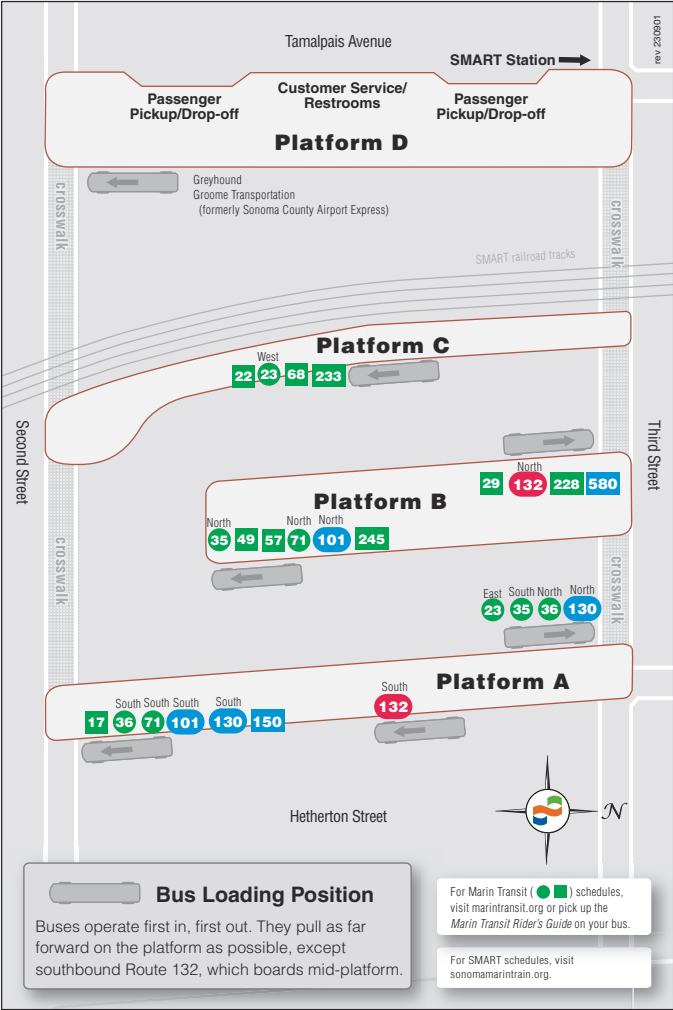 rev 230901
Tamalpais Avenue
SMART Station
Passenger
Pickup/Drop-off
Customer Service/
Restrooms
Passenger
Pickup/Drop-off
Platform D
Greyhound
Groome Transportation
(formerly Sonoma County Airport Express)
crosswalk
crosswalk
SMART railroad tracks
Platform C
West
22 23 68 233
Second Street
Third Street
North
29 132 228 580
Platform B
North North North
35 49 57 71 101 245
crosswalk
crosswalk
East South North North
23 35 36 130
Platform A
South
132
South South South South
17 36 71 101 130 150
Hetherton Street
N
Bus Loading Position
Buses operate first in, first out. They pull as far
forward on the platform as possible, except
southbound Route 132, which boards mid-platform.
For Marin Transit ( ) schedules,
visit marintransit.org or pick up the
Marin Transit Rider's Guide on your bus.
For SMART schedules, visit
sonomamarintrain.org.